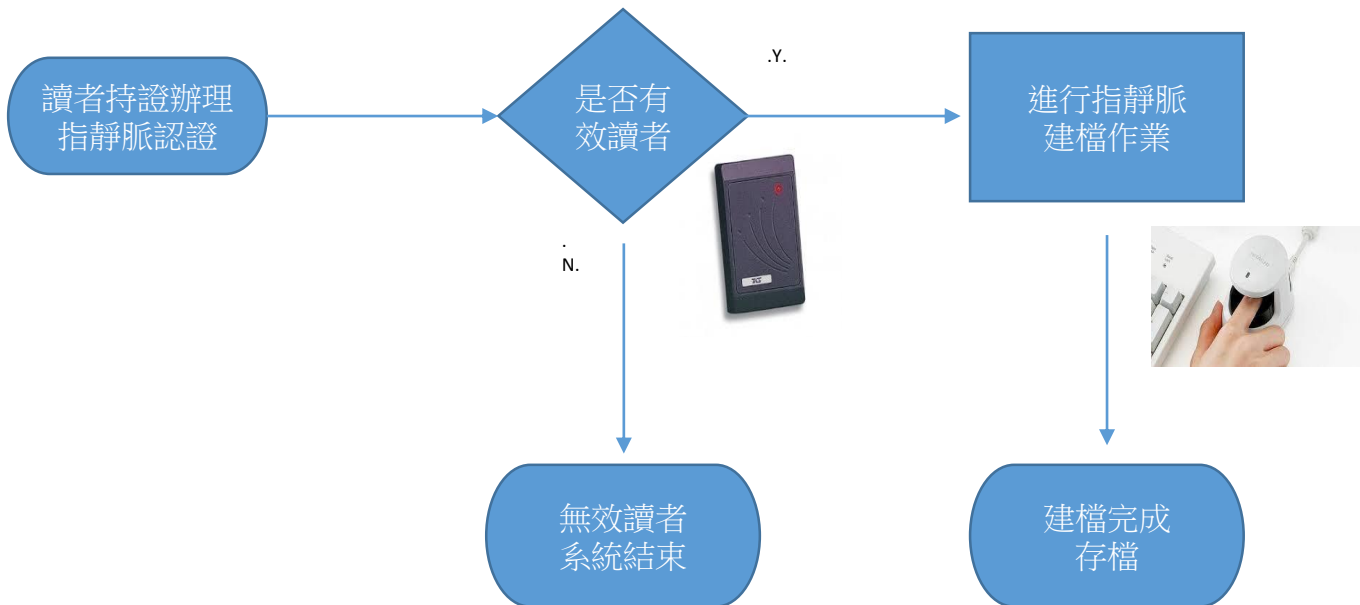 讀者持證辦理
指靜脈認證
是否有
效讀者
.Y.
進行指靜脈
建檔作業
.
N.
無效讀者
系統結束
建檔完成
存檔